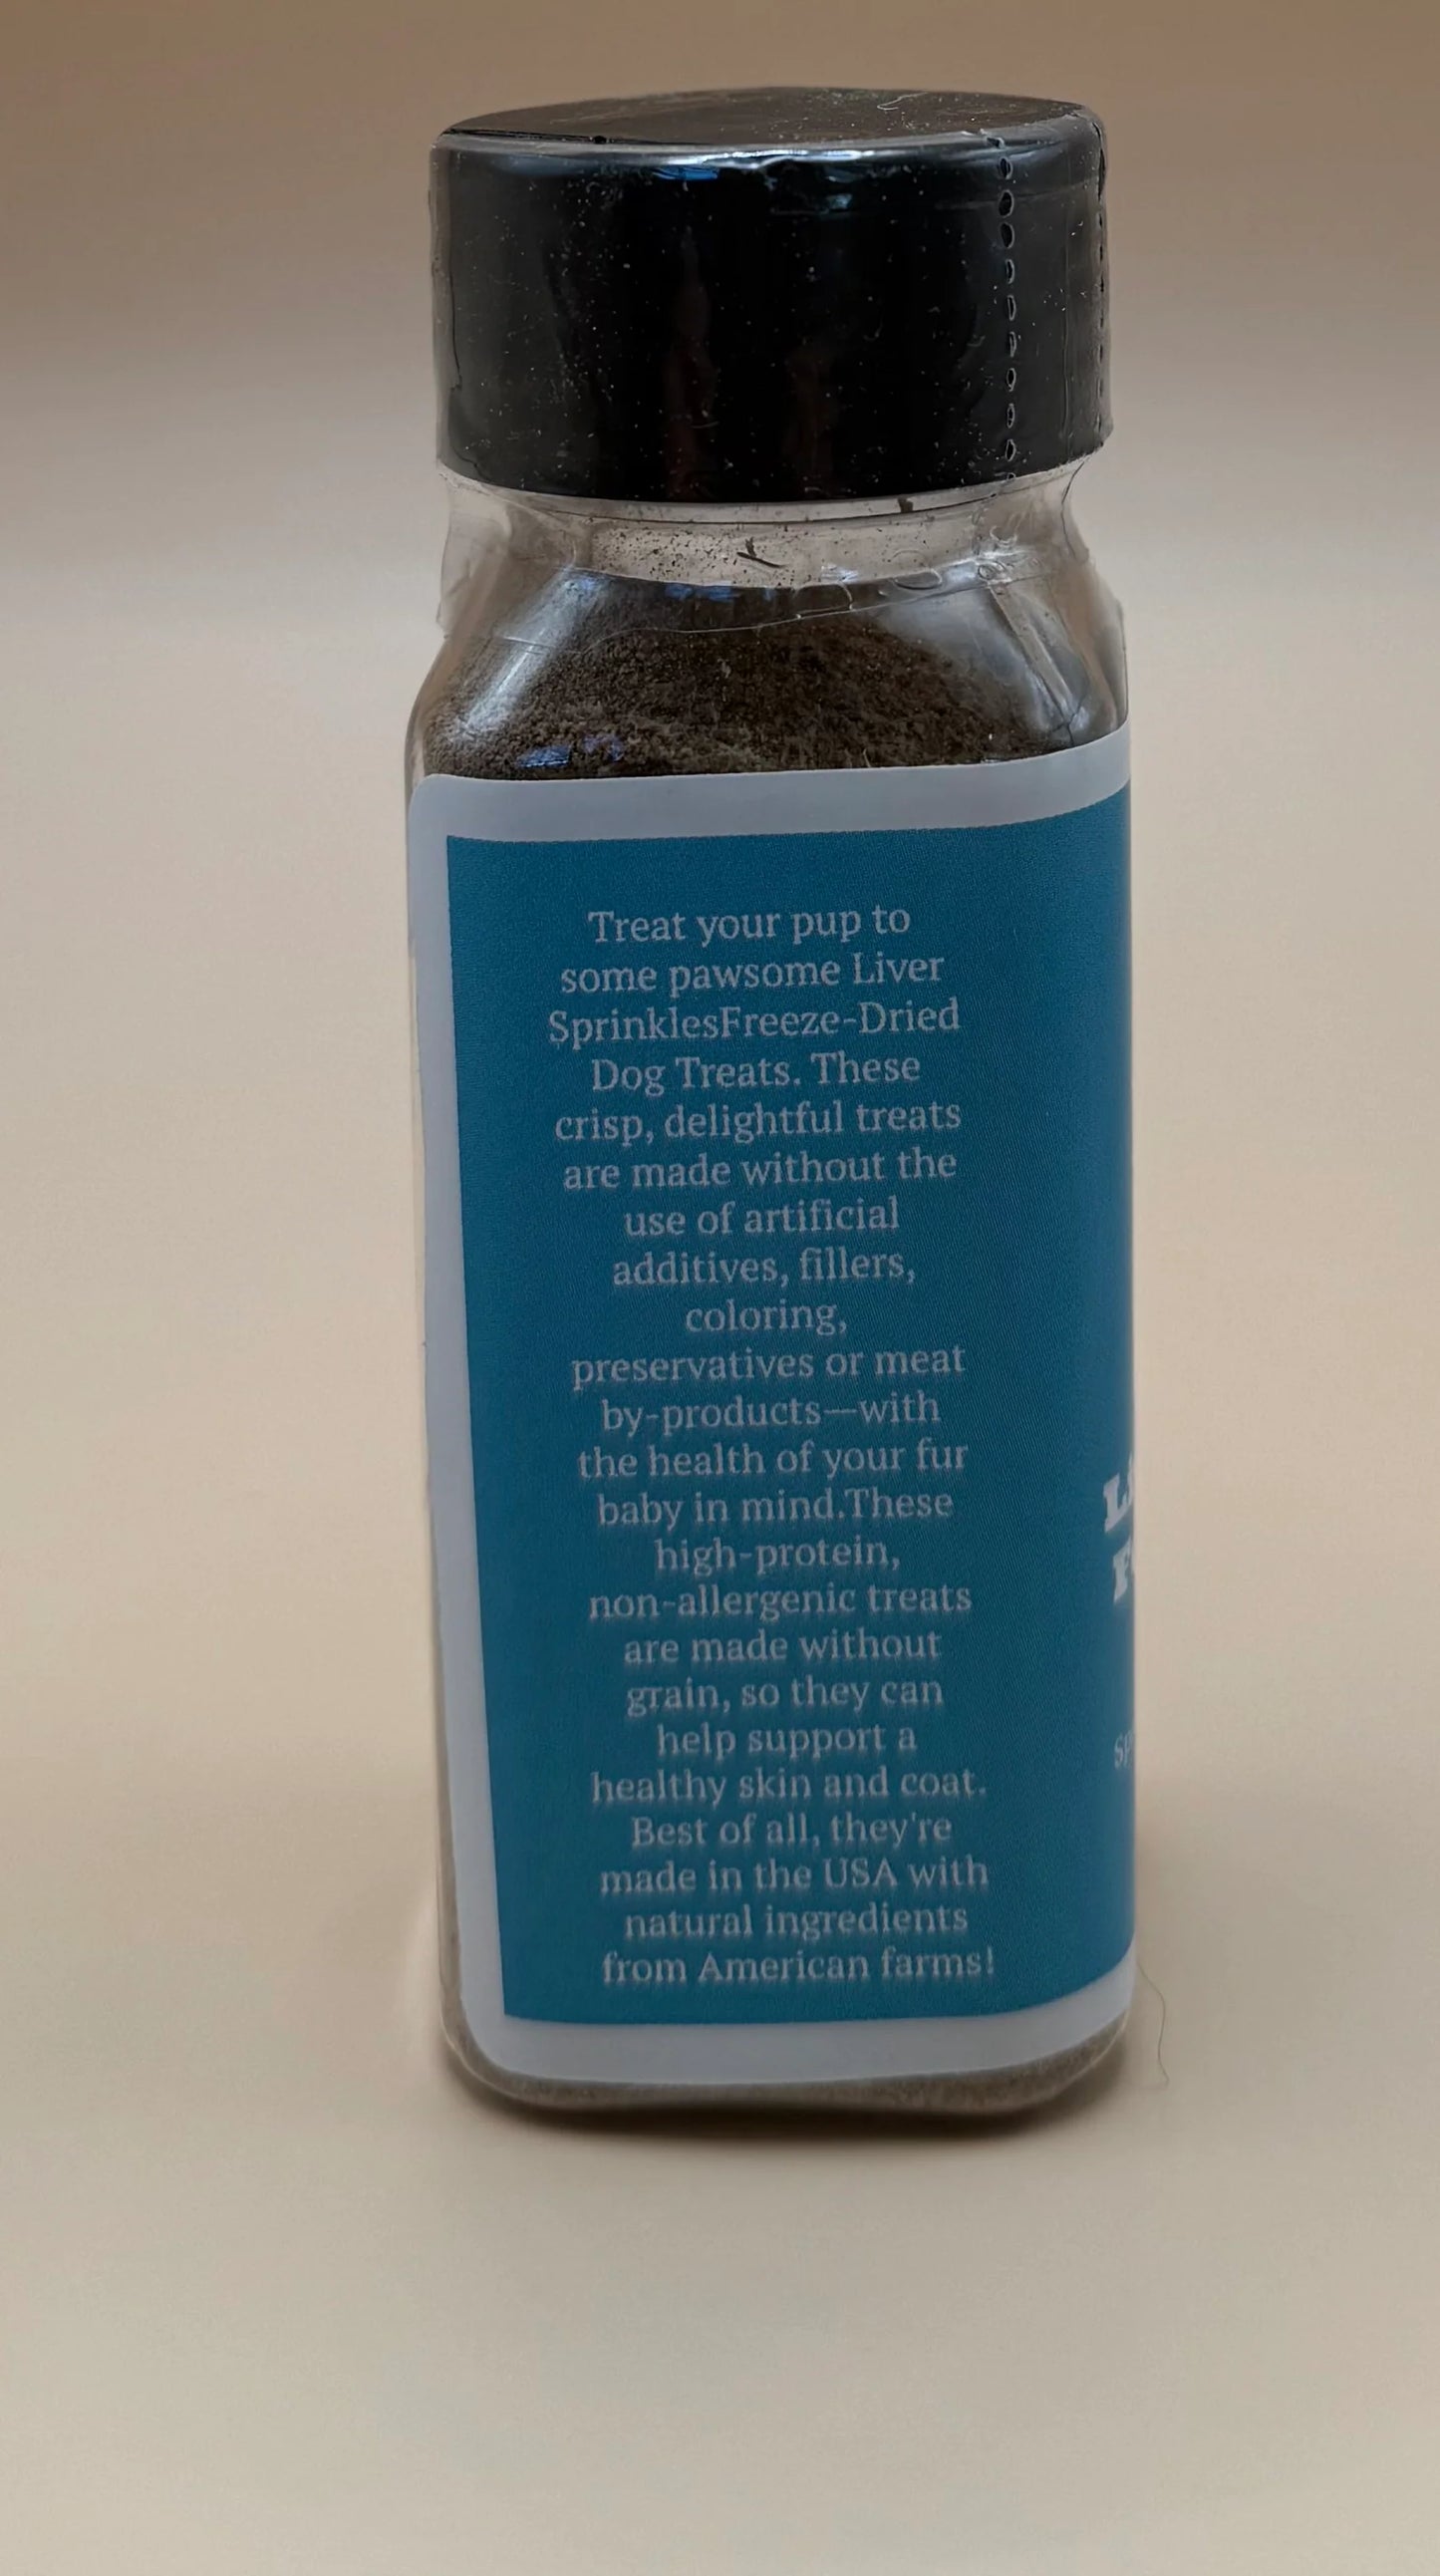 Treat your pup to
some pawsome Liver
SprinklesFreeze-Dried
Dog Treats. These
crisp, delightful treats
are made without the
use of artificial
additives, fillers,
coloring,
preservatives or meat
by-products—with
the health of your fur
baby in mind.These
high-protein,
non-allergenic treats
are made without
grain, so they can
help support a
healthy skin and coat.
Best of all, they're
made in the USA with
natural ingredients
from American farms!